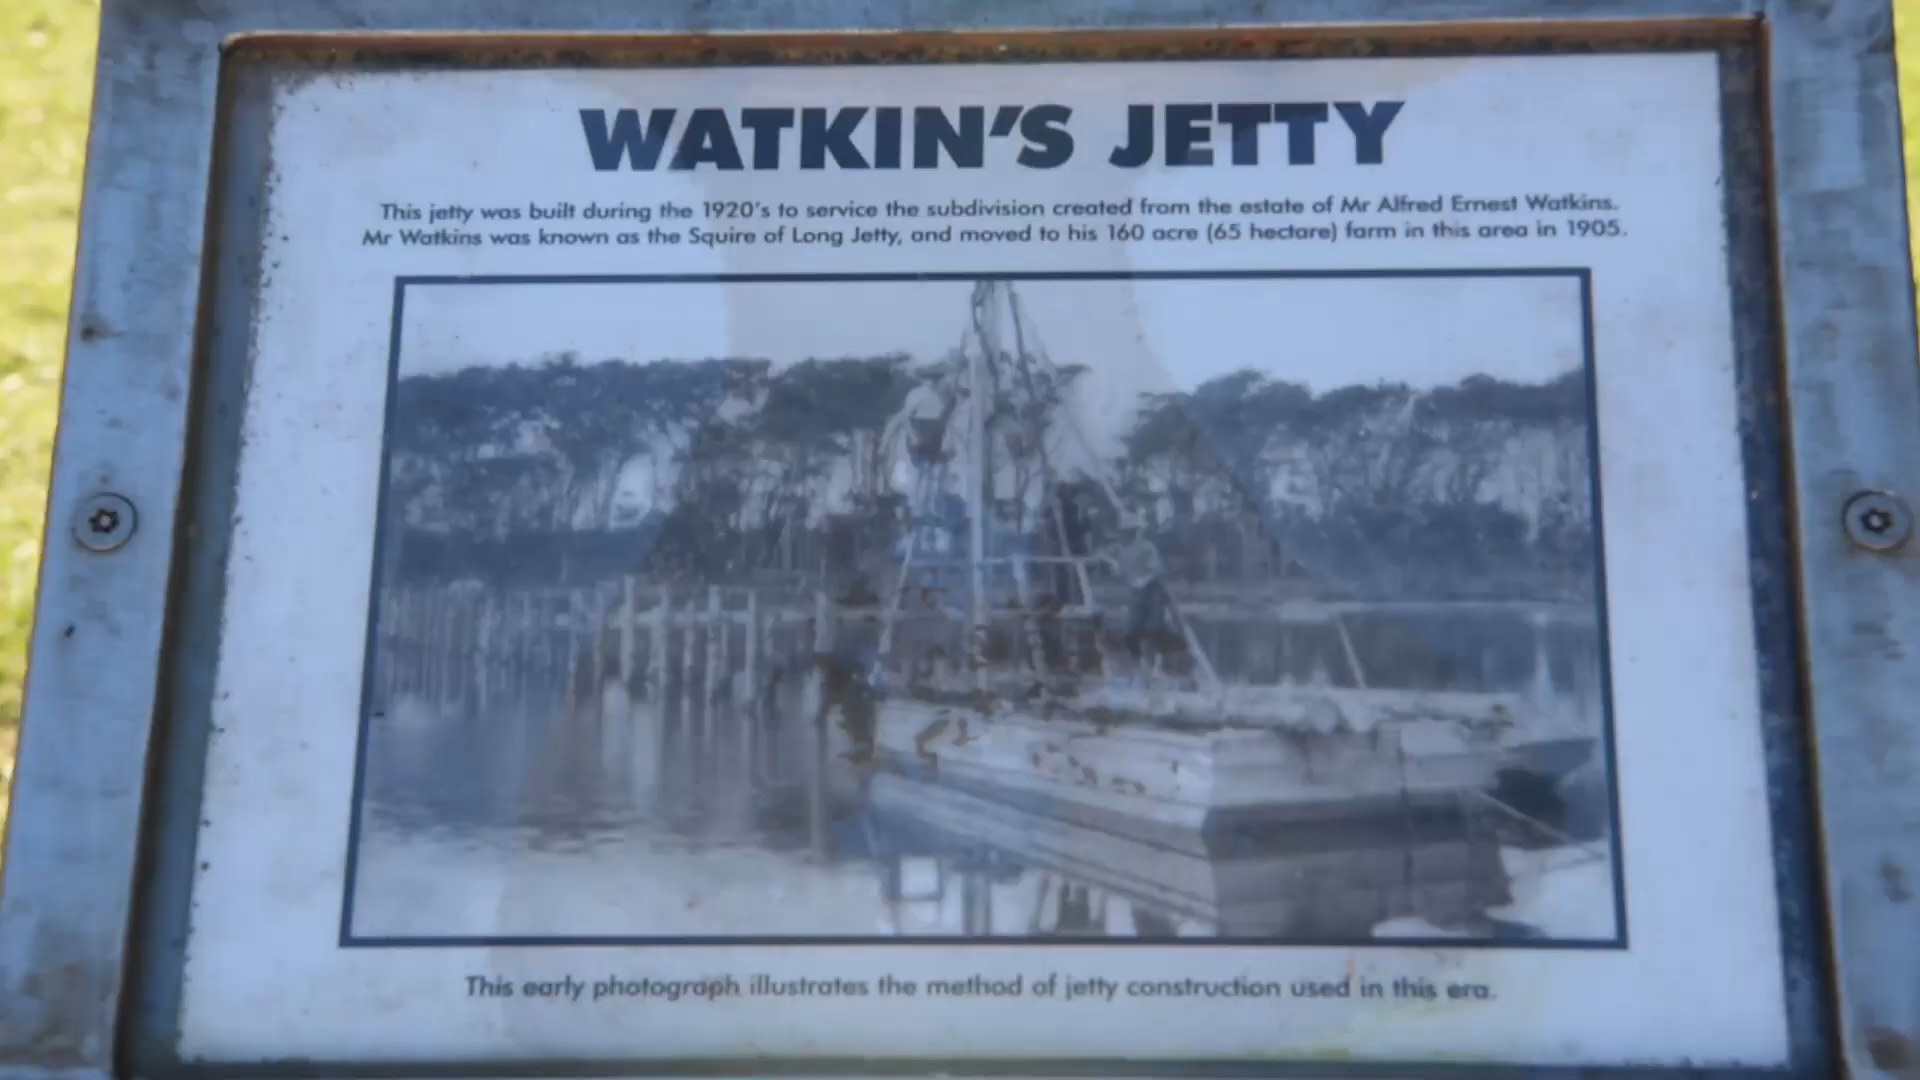 WATKIN'S JETTY
This jetty was built during the 1920's to service the subdivision created from the estate of Mr Alfred Ernest Watkins.
Mr Watkins was known as the Squire of Long Jetty, and moved to his 160 acre (65 hectare) farm in this area in 1905.
This early photograph illustrates the method of jetty construction used in this era.